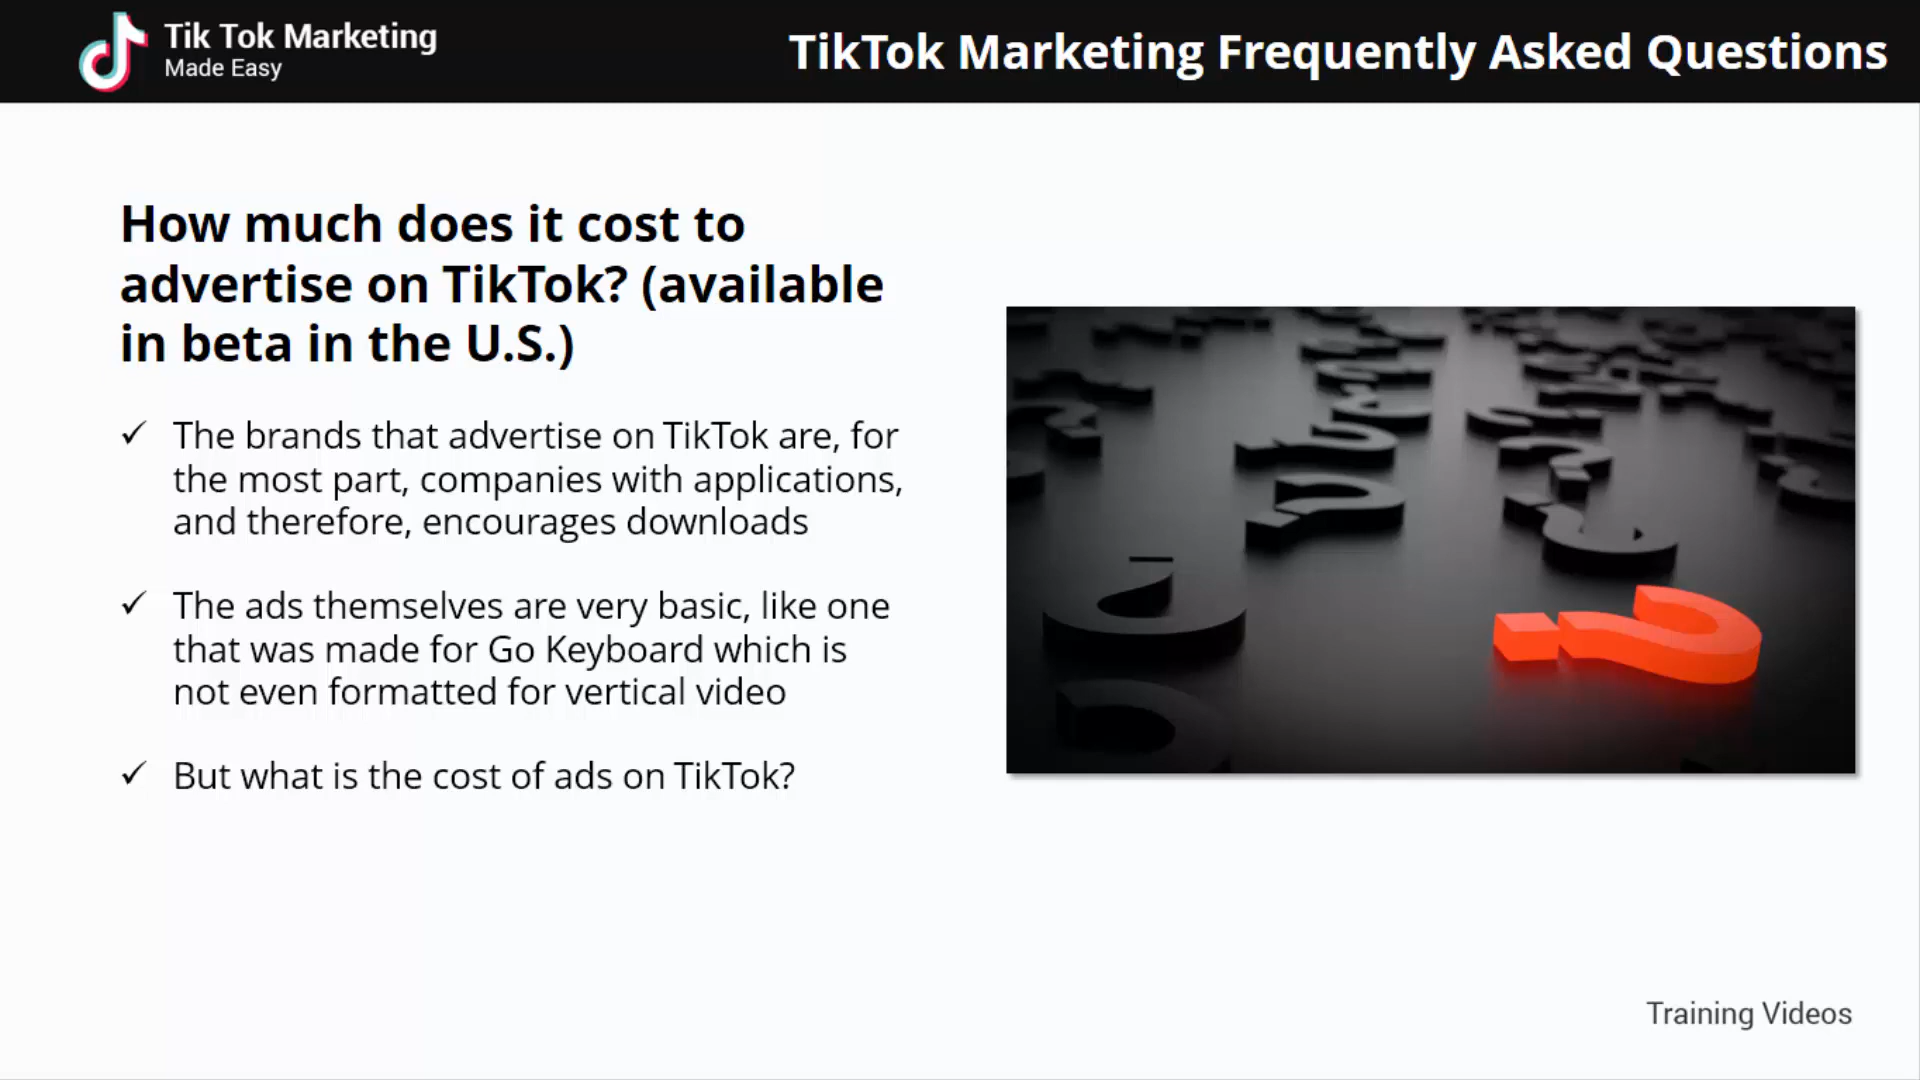 Tik Tok Marketing
Made Easy
TikTok Marketing Frequently Asked Questions
How much does it cost to
advertise on TikTok? (available
in beta in the U.S.)
✓ The brands that advertise on TikTok are, for
the most part, companies with applications,
and therefore, encourages downloads
✓ The ads themselves are very basic, like one
that was made for Go Keyboard which is
not even formatted for vertical video
✓ But what is the cost of ads on TikTok?
Training Videos